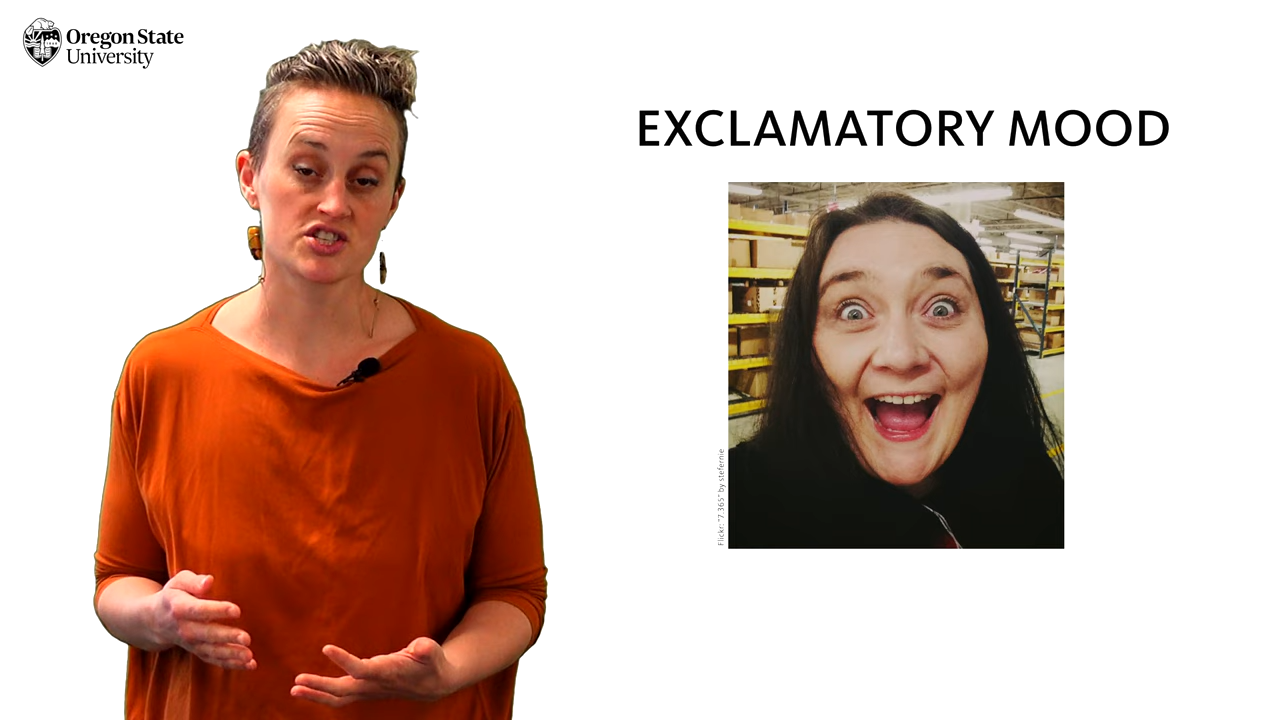 Oregon State
University
EXCLAMATORY MOOD
Flickr: "7.365" by stefernie